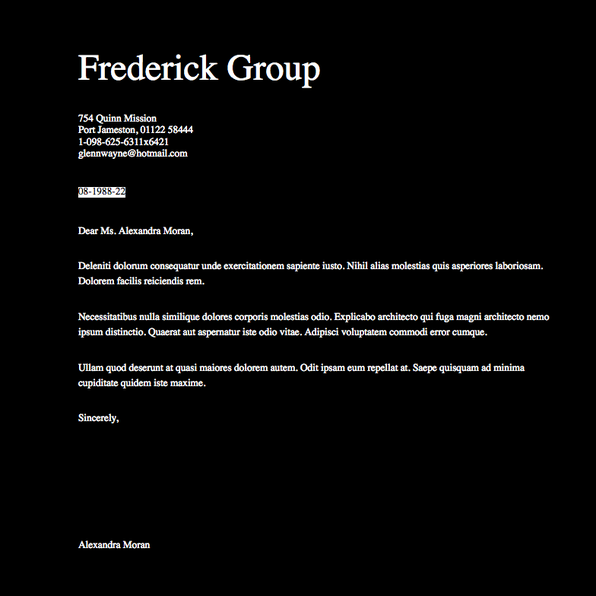 Frederick Group
754 Quinn Mission
Port Jameston, 01122 58444
1-098-625-6311x6421
glennwayne@hotmail.com
08-1988-22
Dear Ms. Alexandra Moran,
Deleniti dolorum consequatur unde exercitationem sapiente iusto. Nihil alias molestias quis asperiores laboriosam.
Dolorem facilis reiciendis rem.
Necessitatibus nulla similique dolores corporis molestias odio. Explicabo architecto qui fuga magni architecto nemo
ipsum distinctio. Quaerat aut aspernatur iste odio vitae. Adipisci voluptatem commodi error cumque.
Ullam quod deserunt at quasi maiores dolorem autem. Odit ipsam eum repellat at. Saepe quisquam ad minima
cupiditate quidem iste maxime.
Sincerely,
Alexandra Moran